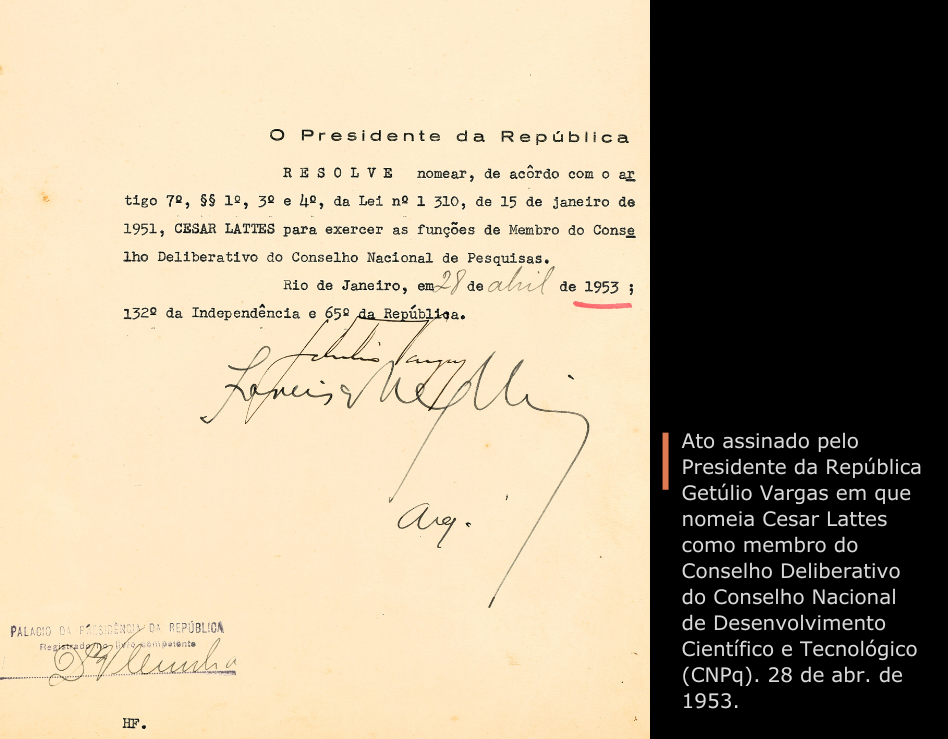 O Presidente da República
R E S O L V E nomear, de acôrdo com o ar
tigo 7º, §§ 1º, 3º e 4º, da Lei nº 1 310, de 15 de janeiro de
1951, CESAR LATTES para exercer as funções de Membro do Conse
lho Deliberativo do Conselho Nacional de Pesquisas.
Rio de Janeiro, em 28 de abril de 1953 ;
132º da Independência e 65º da República.
Getulio Vargas
Arq.
PALACIO DA PRESIDÊNCIA DA REPÚBLICA
Registrado no livro competente
HF.
Ato assinado pelo
Presidente da República
Getúlio Vargas em que
nomeia Cesar Lattes
como membro do
Conselho Deliberativo
do Conselho Nacional
de Desenvolvimento
Científico e Tecnológico
(CNPq). 28 de abr. de
1953.